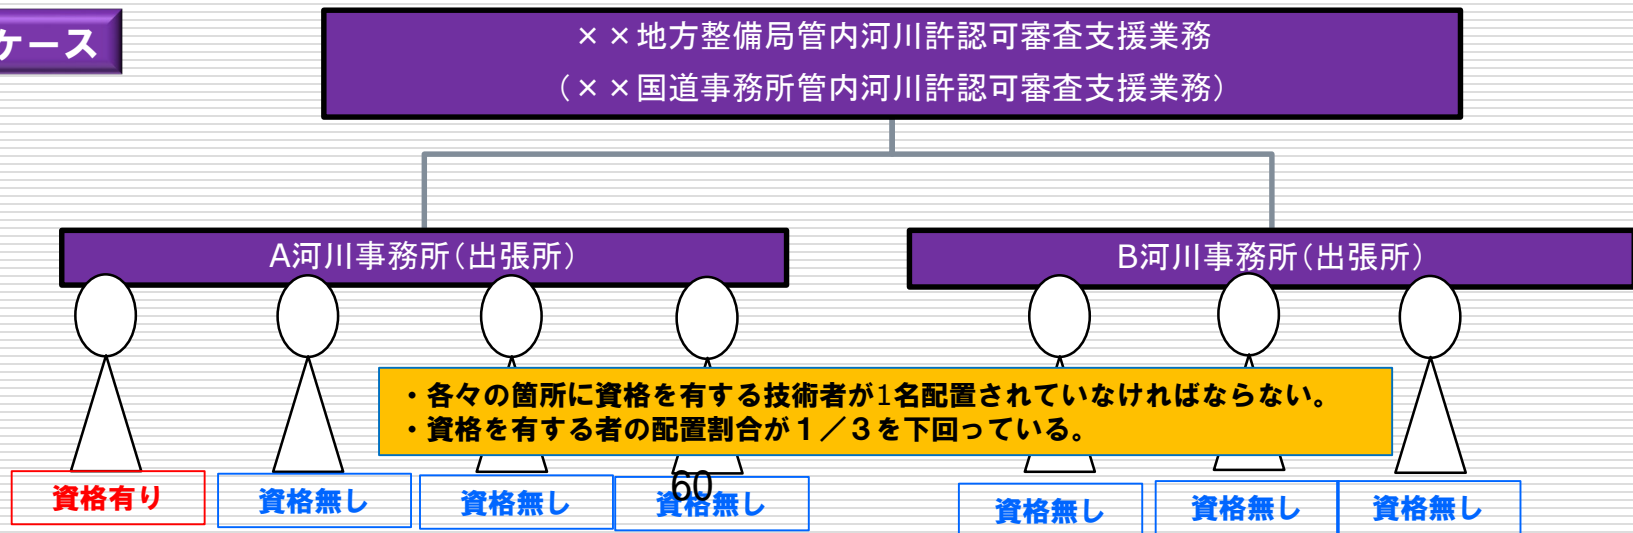 ケース
××地方整備局管内河川許認可審査支援業務
（××国道事務所管内河川許認可審査支援業務）
A河川事務所（出張所）
B河川事務所（出張所）
・各々の箇所に資格を有する技術者が1名配置されていなければならない。
・資格を有する者の配置割合が１／３を下回っている。
資格有り
資格無し
資格無し
資格無し
60
資格無し
資格無し
資格無し